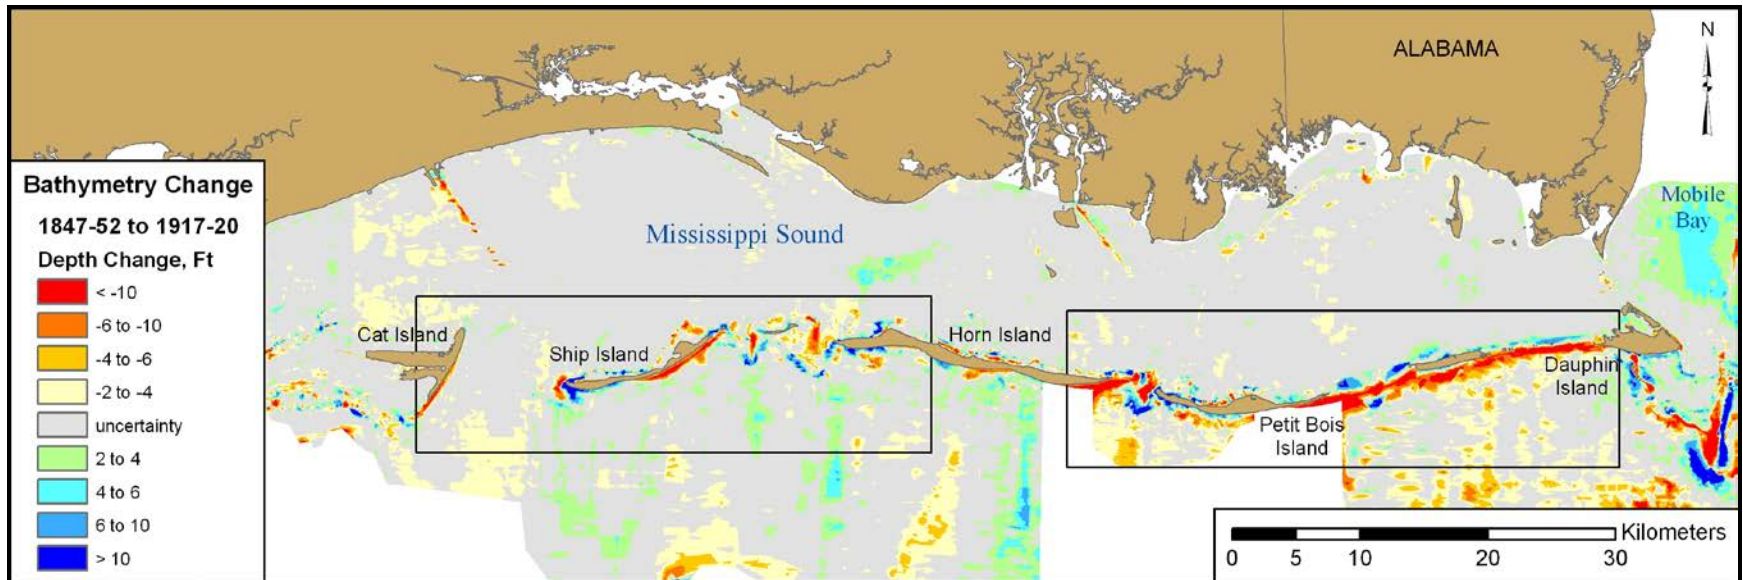 ALABAMA
N
Bathymetry Change
1847-52 to 1917-20
Depth Change, Ft
< -10
-6 to -10
-4 to -6
-2 to -4
uncertainty
2 to 4
4 to 6
6 to 10
> 10
Mississippi Sound
Mobile
Bay
Cat Island
Ship Island
Horn Island
Petit Bois
Island
Dauphin
Island
Kilometers
0 5 10 20 30